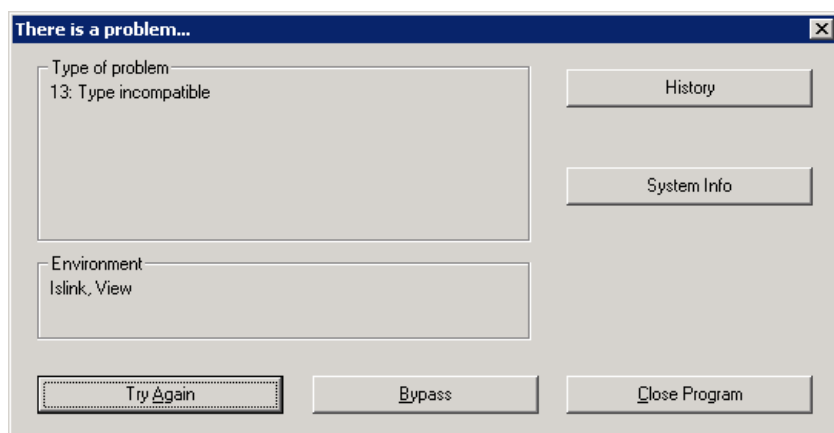 There is a problem...
Type of problem
13: Type incompatible
History
System Info
Environment
Islink, View
Try Again
Bypass
Close Program